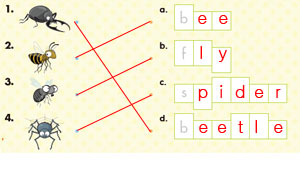 1.
a. bee
2.
b. fly
3.
c. spider
4.
d. beetle